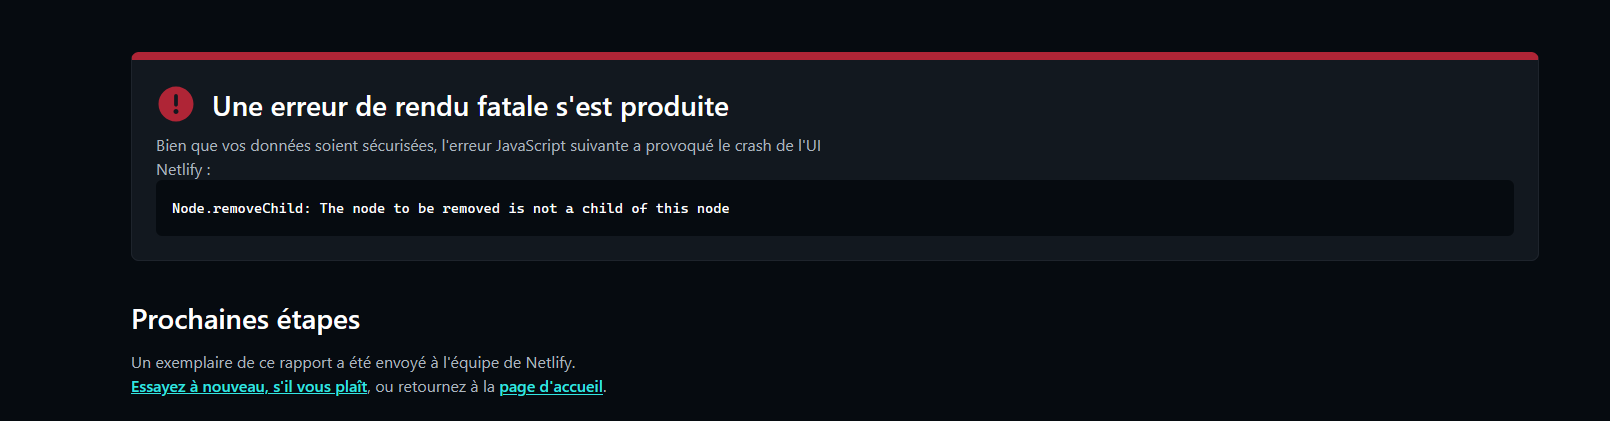 Une erreur de rendu fatale s'est produite
Bien que vos données soient sécurisées, l'erreur JavaScript suivante a provoqué le crash de l'UI
Netlify :
Node.removeChild: The node to be removed is not a child of this node
Prochaines étapes
Un exemplaire de ce rapport a été envoyé à l'équipe de Netlify.
Essayez à nouveau, s'il vous plaît, ou retournez à la page d'accueil.